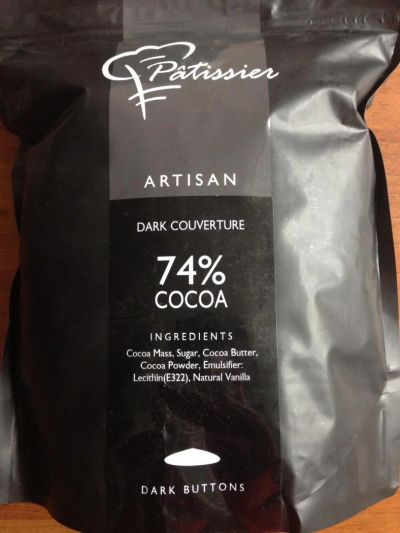 Pâtissier
ARTISAN
DARK COUVERTURE
74%
COCOA
INGREDIENTS
Cocoa Mass, Sugar, Cocoa Butter,
Cocoa Powder, Emulsifier:
Lecithin(E322), Natural Vanilla
DARK BUTTONS